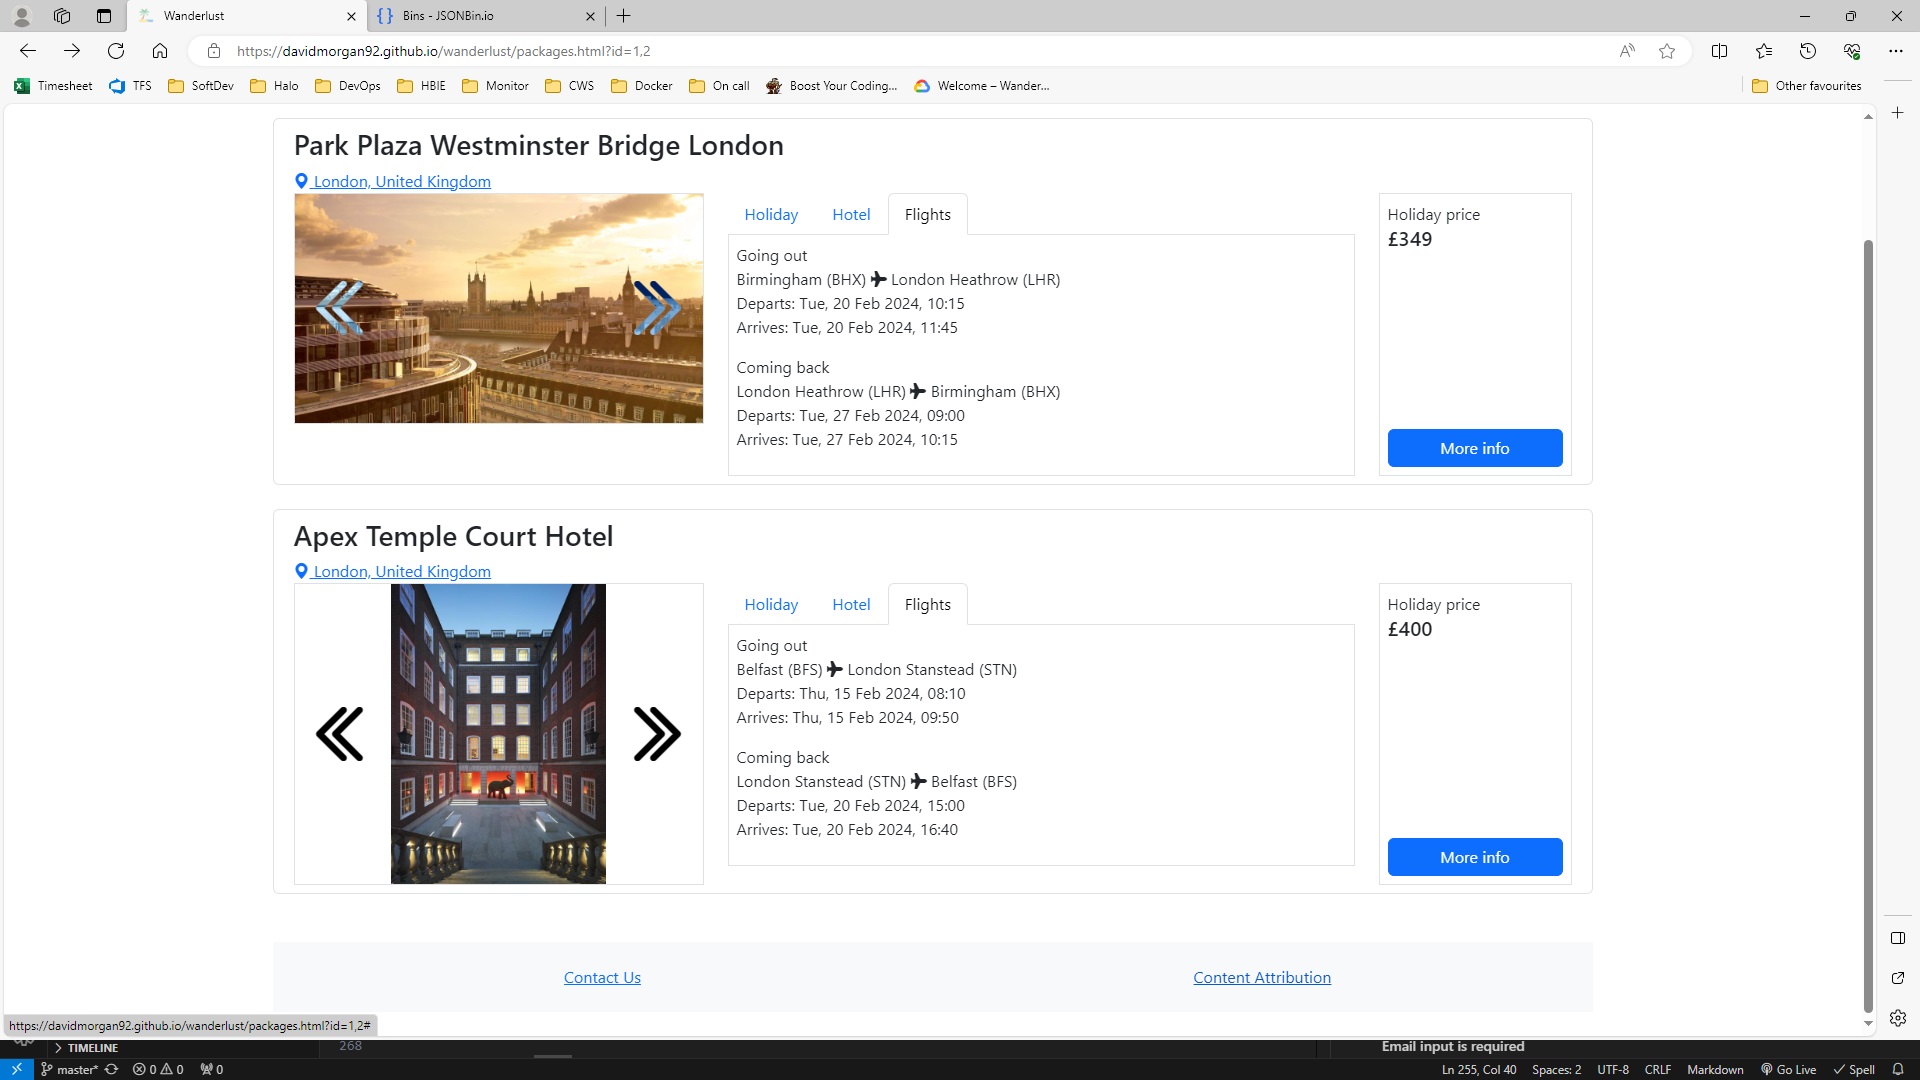 Wanderlust
Bins - JSONBin.io
https://davidmorgan92.github.io/wanderlust/packages.html?id=1,2
Timesheet
TFS
SoftDev
Halo
DevOps
HBIE
Monitor
CWS
Docker
On call
Boost Your Coding...
Welcome – Wander...
Other favourites
Park Plaza Westminster Bridge London
London, United Kingdom
Holiday
Hotel
Flights
Going out
Birmingham (BHX) London Heathrow (LHR)
Departs: Tue, 20 Feb 2024, 10:15
Arrives: Tue, 20 Feb 2024, 11:45
Coming back
London Heathrow (LHR) Birmingham (BHX)
Departs: Tue, 27 Feb 2024, 09:00
Arrives: Tue, 27 Feb 2024, 10:15
Holiday price
£349
More info
Apex Temple Court Hotel
London, United Kingdom
Holiday
Hotel
Flights
Going out
Belfast (BFS) London Stanstead (STN)
Departs: Thu, 15 Feb 2024, 08:10
Arrives: Thu, 15 Feb 2024, 09:50
Coming back
London Stanstead (STN) Belfast (BFS)
Departs: Tue, 20 Feb 2024, 15:00
Arrives: Tue, 20 Feb 2024, 16:40
Holiday price
£400
More info
Contact Us
Content Attribution
https://davidmorgan92.github.io/wanderlust/packages.html?id=1,2#
TIMELINE
268
Email input is required
master*
0
0
0
Ln 255, Col 40
Spaces: 2
UTF-8
CRLF
Markdown
Go Live
Spell